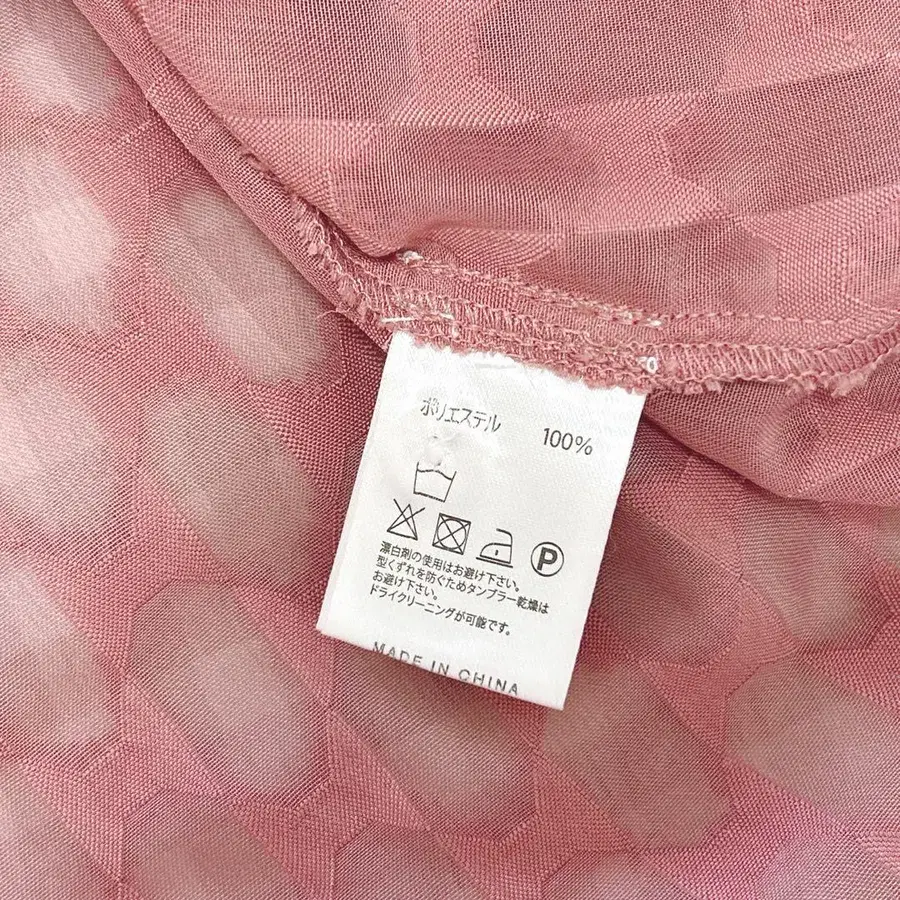 ポリエステル 100%
P
漂白剤の使用はお避け下さい。
型くずれを防ぐためタンブラー乾燥は
お避け下さい。
ドライクリーニングが可能です。
MADE IN CHINA